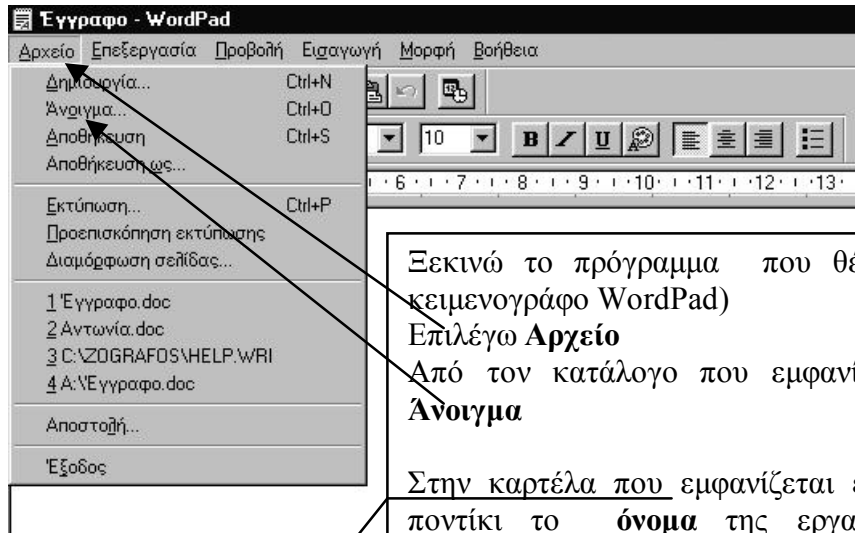 Έγγραφο - WordPad
Αρχείο Επεξεργασία Προβολή Εισαγωγή Μορφή Βοήθεια
Δημιουργία... Ctrl+N
Άνοιγμα... Ctrl+O
Αποθήκευση Ctrl+S
Αποθήκευση ως...
Εκτύπωση... Ctrl+P
Προεπισκόπηση εκτύπωσης
Διαμόρφωση σελίδας...
1 Έγγραφο.doc
2 Αντωνία.doc
3 C:\ZOGRAFOS\HELP.WRI
4 A:\Έγγραφο.doc
Αποστολή...
Έξοδος
10 B / U
6 7 8 9 10 11 12 13
Ξεκινώ το πρόγραμμα που
κειμενογράφο WordPad)
Επιλέγω Αρχείο
Από τον κατάλογο που
Άνοιγμα
Στην καρτέλα που εμφανίζεται
ποντίκι το όνομα της